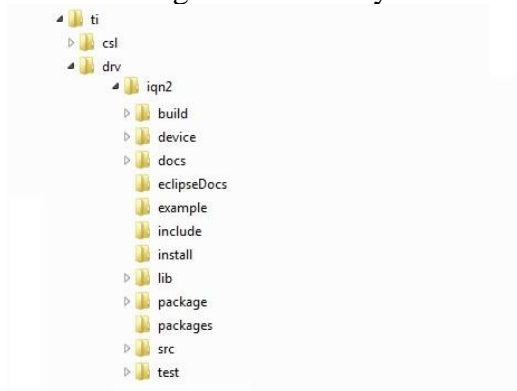 ti
csl
drv
iqn2
build
device
docs
eclipseDocs
example
include
install
lib
package
packages
src
test